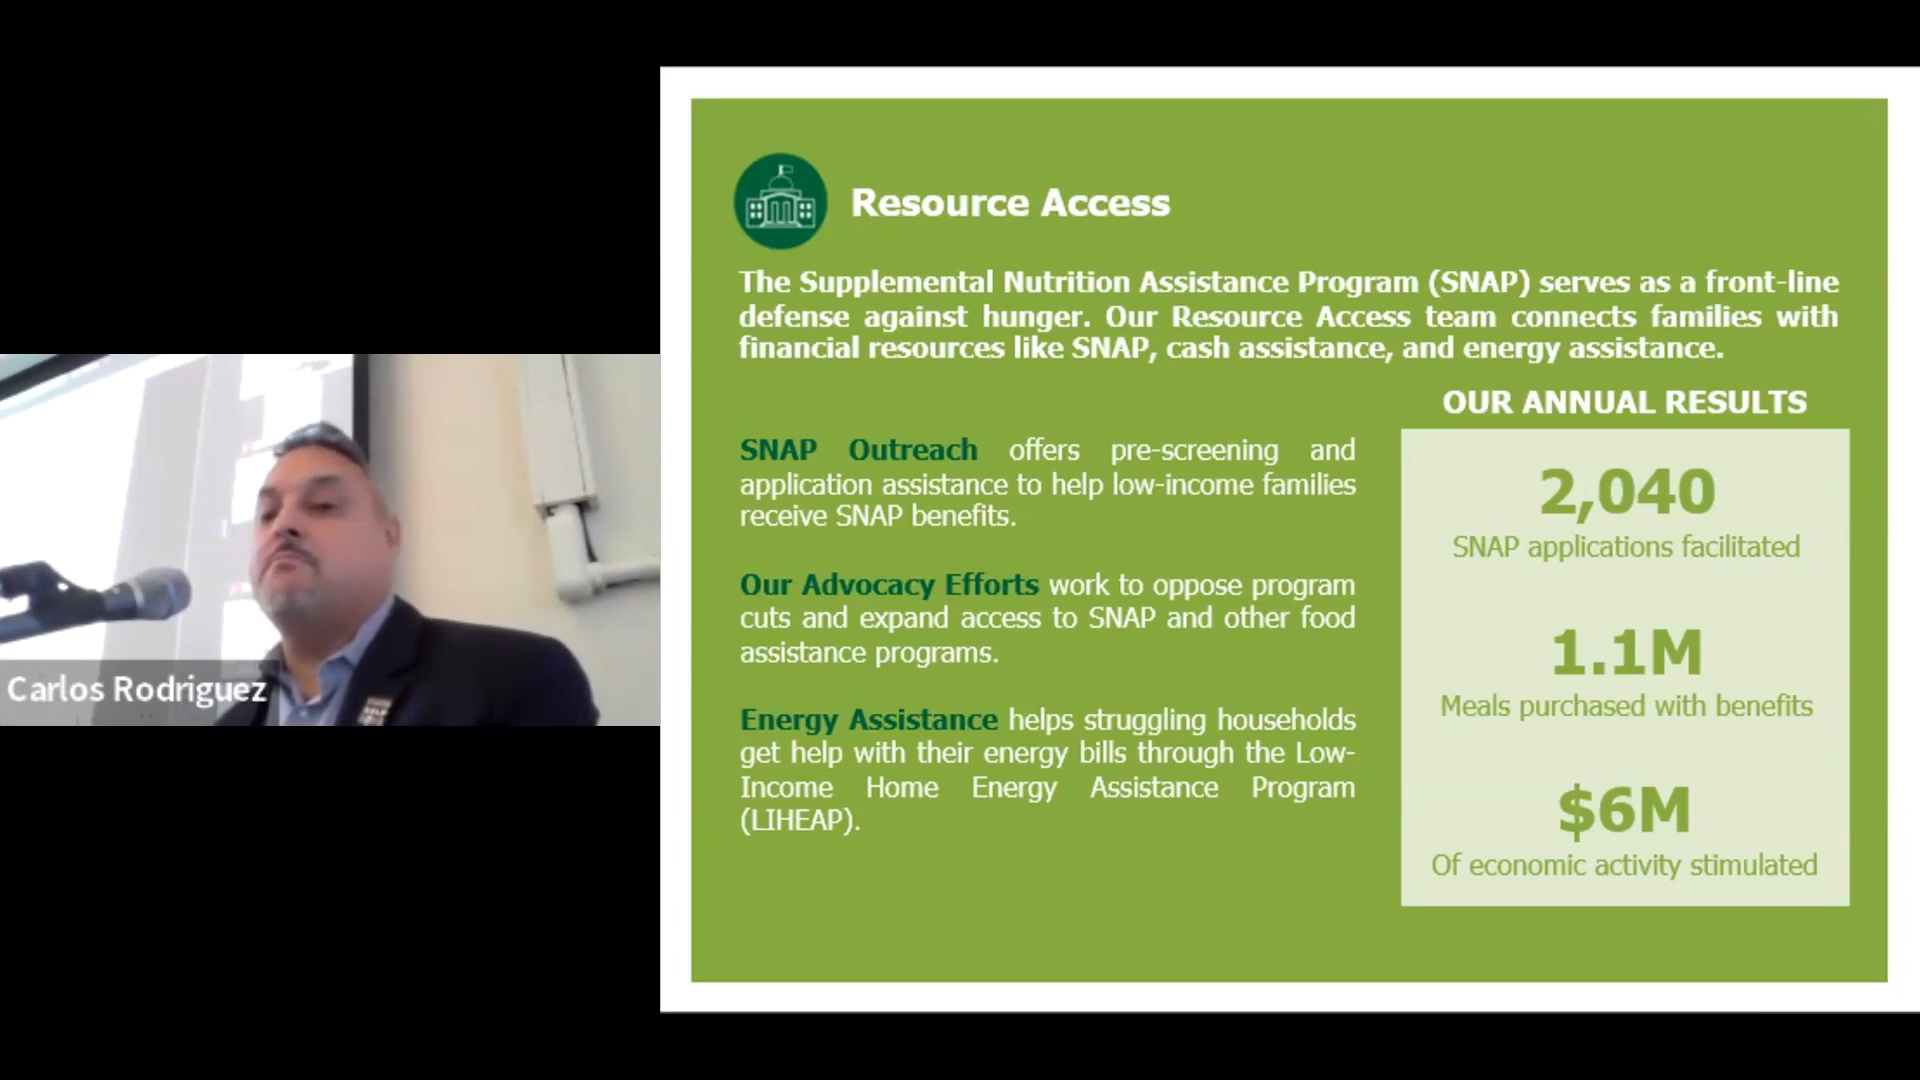 Resource Access
The Supplemental Nutrition Assistance Program (SNAP) serves as a front-line
defense against hunger. Our Resource Access team connects families with
financial resources like SNAP, cash assistance, and energy assistance.
SNAP Outreach offers pre-screening and
application assistance to help low-income families
receive SNAP benefits.
Our Advocacy Efforts work to oppose program
cuts and expand access to SNAP and other food
assistance programs.
Energy Assistance helps struggling households
get help with their energy bills through the Low-
Income Home Energy Assistance Program
(LIHEAP).
OUR ANNUAL RESULTS
2,040
SNAP applications facilitated
1.1M
Meals purchased with benefits
$6M
Of economic activity stimulated
Carlos Rodriguez